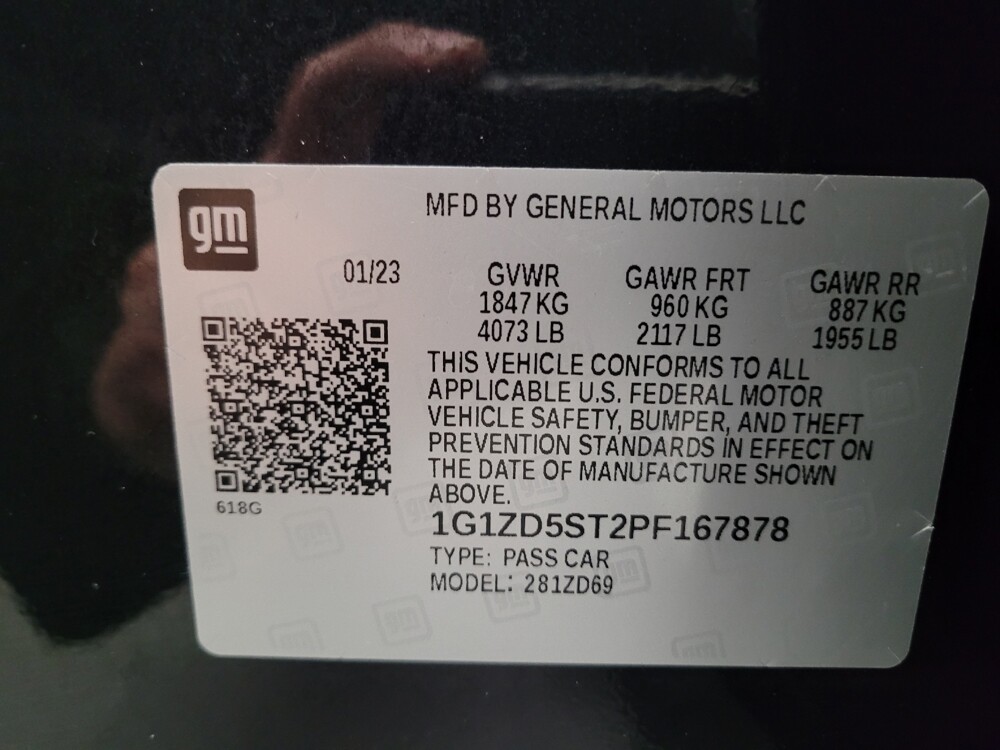 gm
MFD BY GENERAL MOTORS LLC
01/23
GVWR GAWR FRT GAWR RR
1847 KG 960 KG 887 KG
4073 LB 2117 LB 1955 LB
THIS VEHICLE CONFORMS TO ALL
APPLICABLE U.S. FEDERAL MOTOR
VEHICLE SAFETY, BUMPER, AND THEFT
PREVENTION STANDARDS IN EFFECT ON
THE DATE OF MANUFACTURE SHOWN
ABOVE.
618G
1G1ZD5ST2PF167878
TYPE: PASS CAR
MODEL: 281ZD69